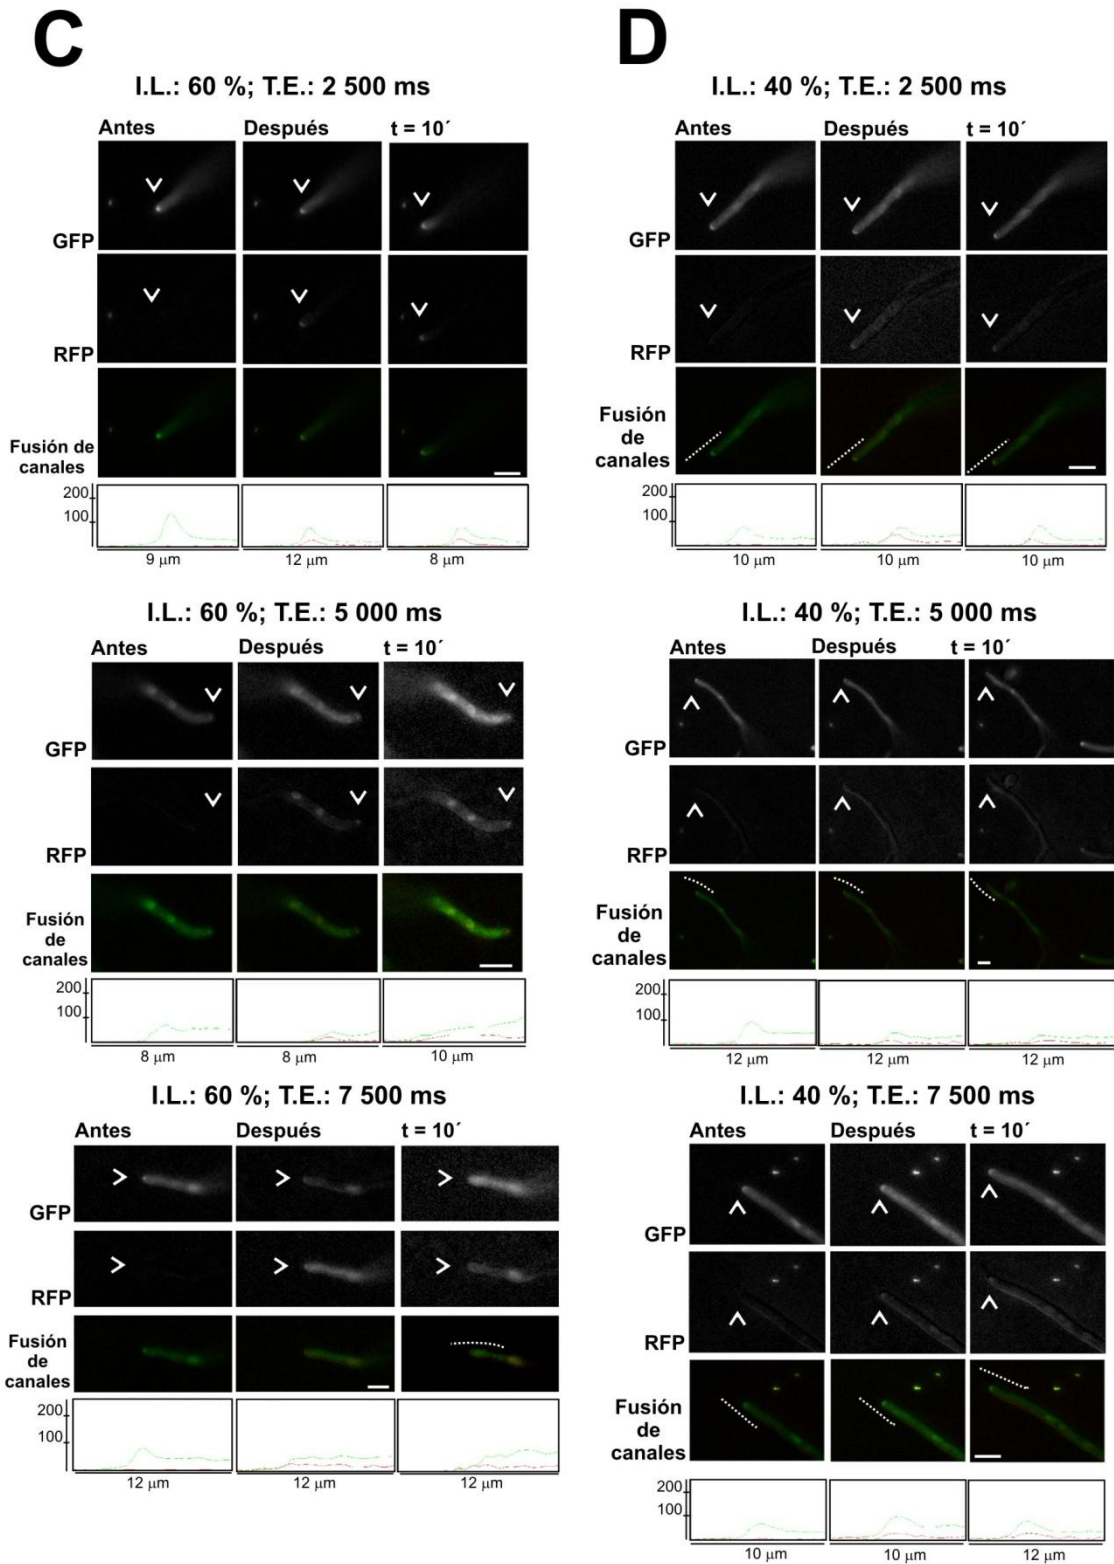 C
I.L.: 60 %; T.E.: 2 500 ms
Antes Después t = 10´
GFP
RFP
Fusión de
canales
200
100
9 µm 12 µm 8 µm
I.L.: 60 %; T.E.: 5 000 ms
Antes Después t = 10´
GFP
RFP
Fusión
de
canales
200
100
8 µm 8 µm 10 µm
I.L.: 60 %; T.E.: 7 500 ms
Antes Después t = 10´
GFP
RFP
Fusión
de
canales
200
100
12 µm 12 µm 12 µm
D
I.L.: 40 %; T.E.: 2 500 ms
Antes Después t = 10´
GFP
RFP
Fusión
de
canales
200
100
10 µm 10 µm 10 µm
I.L.: 40 %; T.E.: 5 000 ms
Antes Después t = 10´
GFP
RFP
Fusión
de
canales
200
100
12 µm 12 µm 12 µm
I.L.: 40 %; T.E.: 7 500 ms
Antes Después t = 10´
GFP
RFP
Fusión
de
canales
200
100
10 µm 10 µm 12 µm